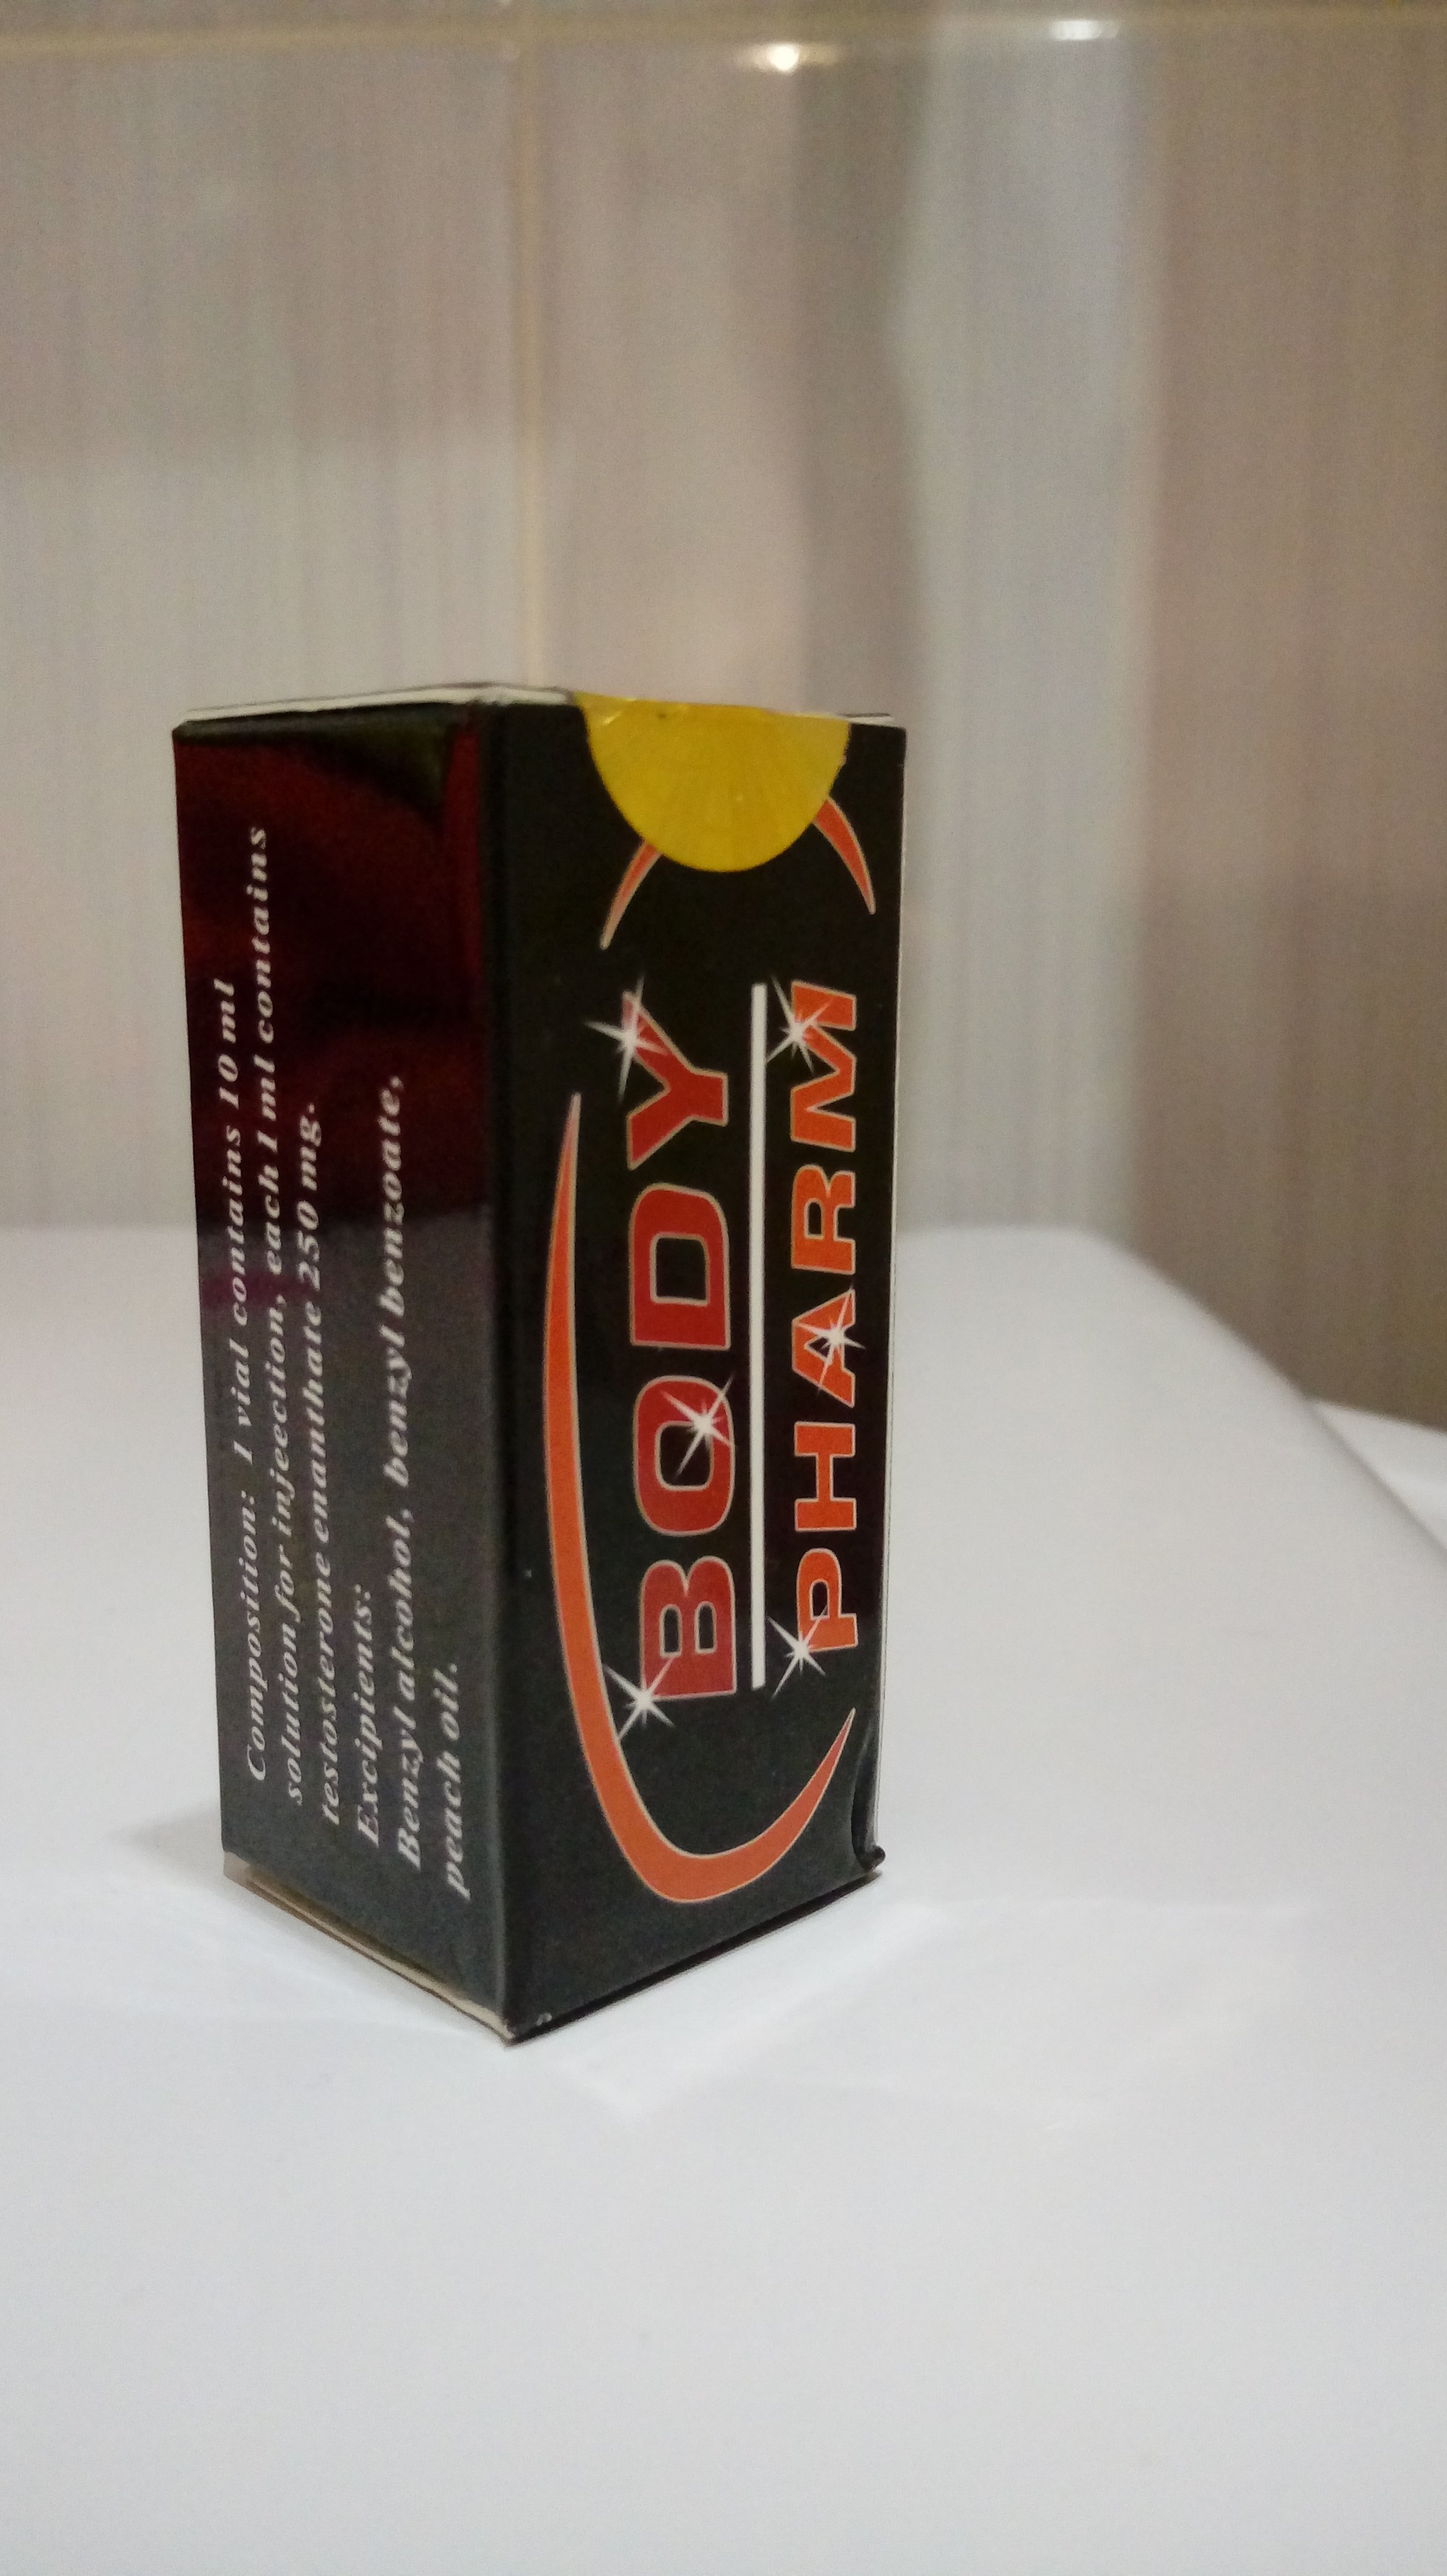 Composition: 1 vial contains 10 ml
solution for injeection, each 1 ml contains
testosterone enanthate 250 mg.
Excipients:
Benzyl alcohol, benzyl benzoate,
peach oil.
BODY
PHARM